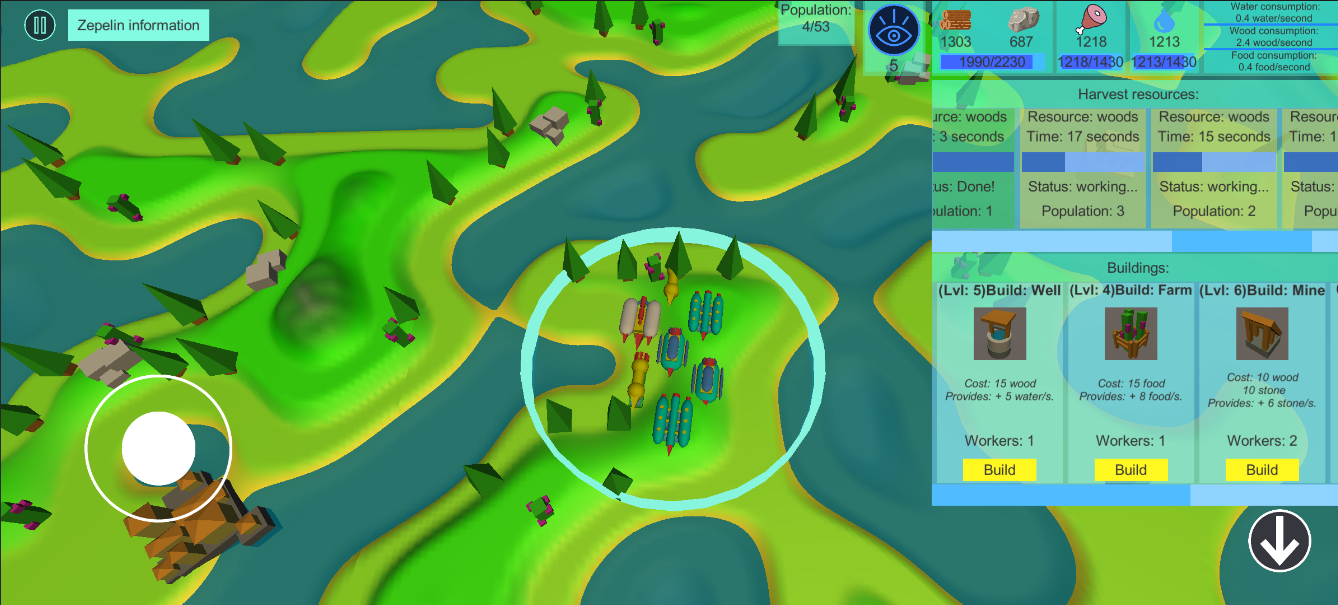 Zepelin information
Population:
4/53
5
1303
687
1218
1213
1990/2230
1218/1430
1213/1430
Water consumption:
0.4 water/second
Wood consumption:
2.4 wood/second
Food consumption:
0.4 food/second
Harvest resources:
urce: woods
: 3 seconds
tus: Done!
ulation: 1
Resource: woods
Time: 17 seconds
Status: working...
Population: 3
Resource: woods
Time: 15 seconds
Status: working...
Population: 2
Resour
Time: 1
Status:
Popu
Buildings:
(Lvl: 5)Build: Well
Cost: 15 wood
Provides: + 5 water/s.
Workers: 1
Build
(Lvl: 4)Build: Farm
Cost: 15 food
Provides: + 8 food/s.
Workers: 1
Build
(Lvl: 6)Build: Mine
Cost: 10 wood
10 stone
Provides: + 6 stone/s.
Workers: 2
Build